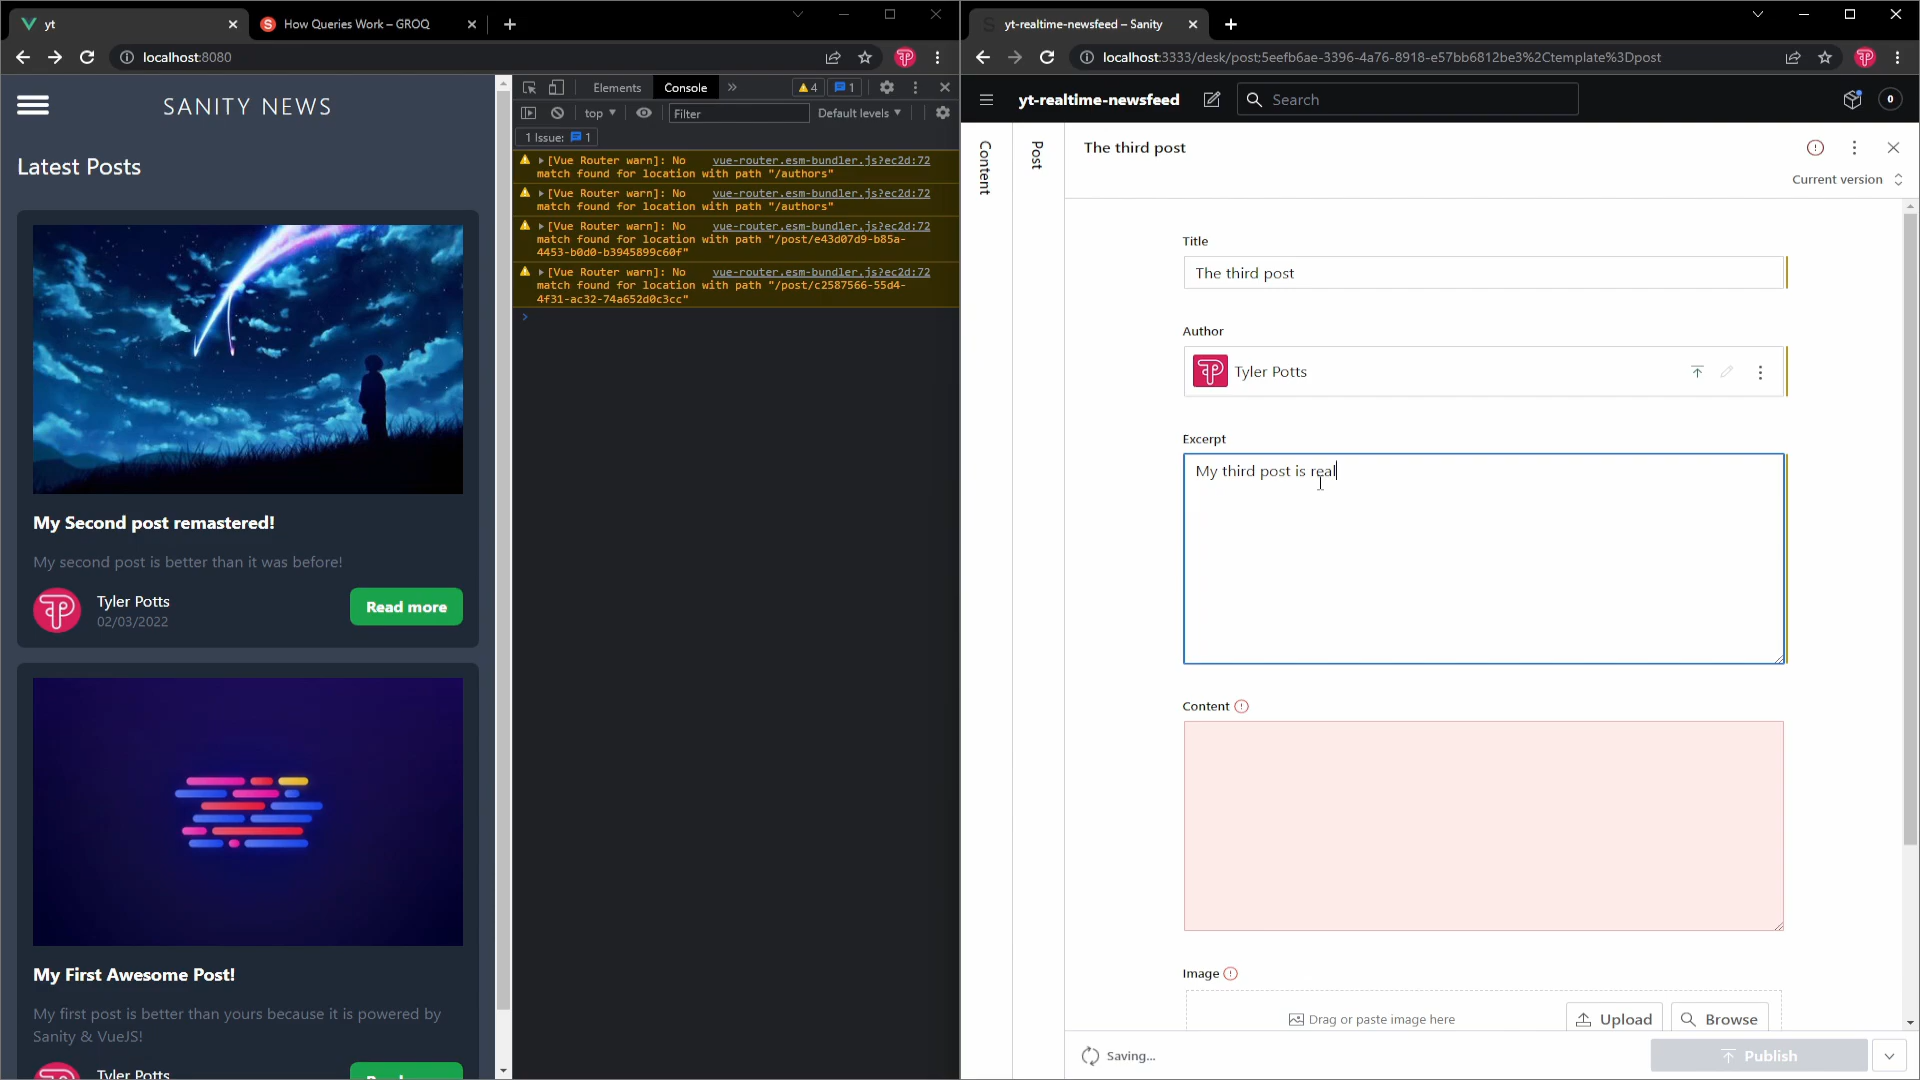 yt
How Queries Work – GROQ
localhost:8080
SANITY NEWS
Latest Posts
My Second post remastered!
My second post is better than it was before!
Tyler Potts
02/03/2022
Read more
My First Awesome Post!
My first post is better than yours because it is powered by
Sanity & VueJS!
Tyler Potts
Elements
Console
4
1
top
Filter
Default levels
1 Issue: 1
[Vue Router warn]: No vue-router.esm-bundler.js?ec2d:72
match found for location with path "/authors"
[Vue Router warn]: No vue-router.esm-bundler.js?ec2d:72
match found for location with path "/authors"
[Vue Router warn]: No vue-router.esm-bundler.js?ec2d:72
match found for location with path "/post/e43d07d9-b85a-
4453-b0d0-b3945899c60f"
[Vue Router warn]: No vue-router.esm-bundler.js?ec2d:72
match found for location with path "/post/c2587566-55d4-
4f31-ac32-74a652d0c3cc"
yt-realtime-newsfeed – Sanity
localhost:3333/desk/post;5eefb6ae-3396-4a76-8918-e57bb6812be3%2Ctemplate%3Dpost
yt-realtime-newsfeed
Search
0
Content
Post
The third post
Current version
Title
The third post
Author
Tyler Potts
Excerpt
My third post is real
Content
Image
Drag or paste image here
Upload
Browse
Saving...
Publish